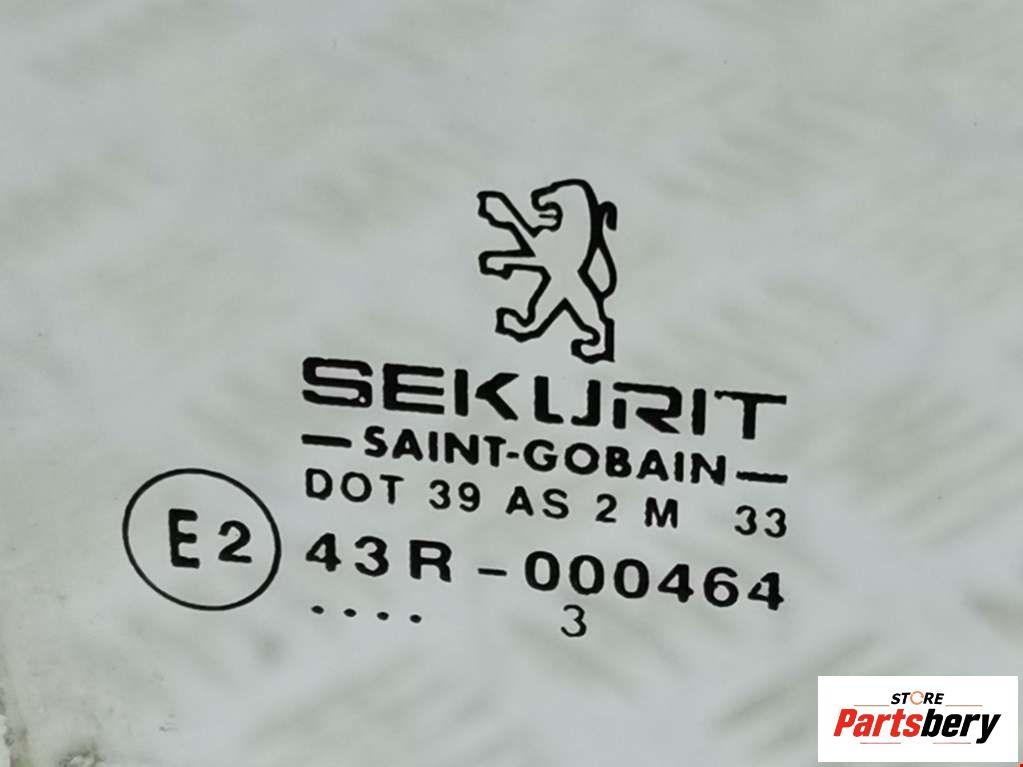 SEKURIT
SAINT-GOBAIN
DOT 39 AS 2 M 33
E2 43R-000464
.... 3
STORE
Partsbery